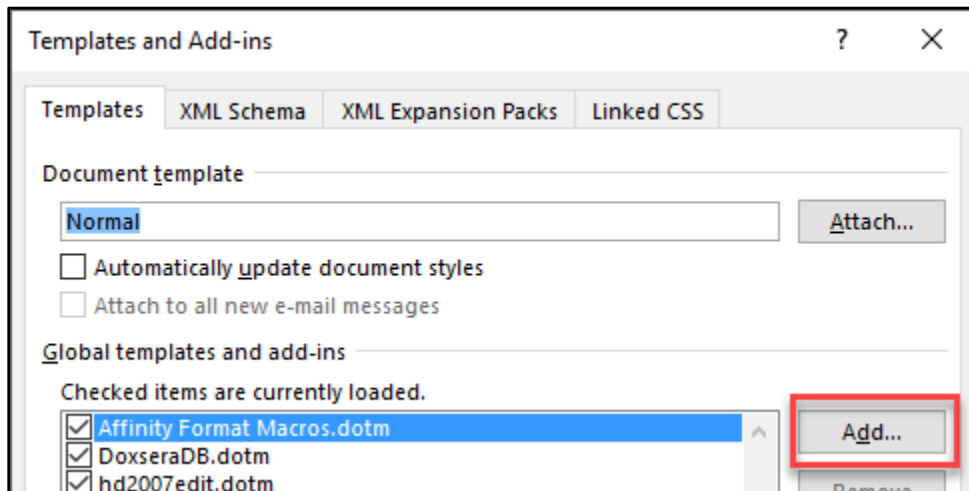 Templates and Add-ins ? ×
Templates XML Schema XML Expansion Packs Linked CSS
Document template
Normal Attach...
Automatically update document styles
Attach to all new e-mail messages
Global templates and add-ins
Checked items are currently loaded.
Affinity Format Macros.dotm Add...
DoxseraDB.dotm
hd2007edit.dotm Remove